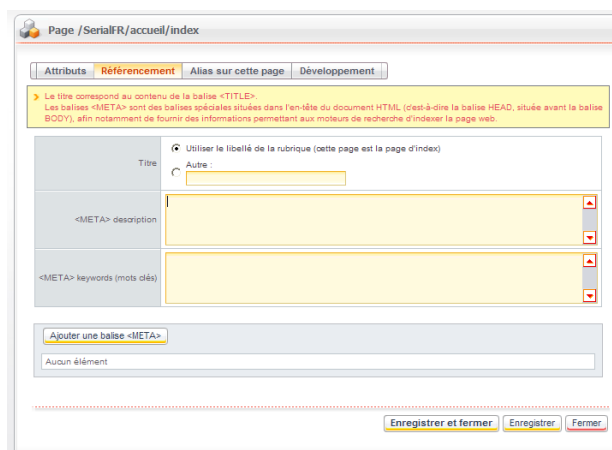 Page /SerialFR/accueil/index
Attributs Référencement Alias sur cette page Développement
Le titre correspond au contenu de la balise <TITLE>.
Les balises <META> sont des balises spéciales situées dans l'en-tête du document HTML (c'est-à-dire la balise HEAD, située avant la balise
BODY), afin notamment de fournir des informations permettant aux moteurs de recherche d'indexer la page web.
Titre
Utiliser le libellé de la rubrique (cette page est la page d'index)
Autre :
<META> description
<META> keywords (mots clés)
Ajouter une balise <META>
Aucun élément
Enregistrer et fermer Enregistrer Fermer